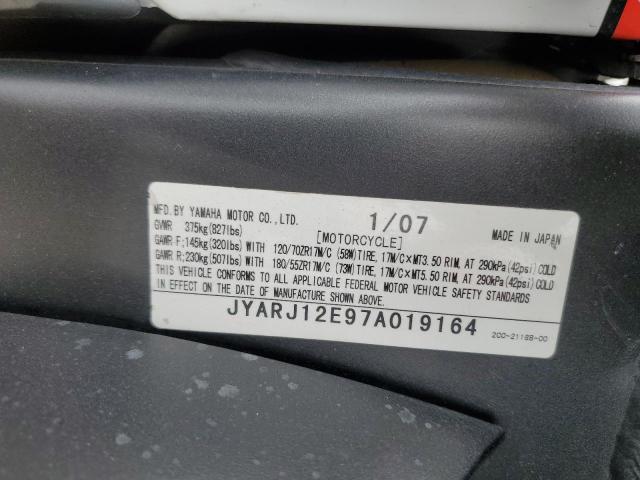 MFD. BY YAMAHA MOTOR CO., LTD. 1/07 MADE IN JAPAN
GVWR 375kg(827lbs) [MOTORCYCLE]
GAWR F; 145kg(320lbs) WITH 120/70ZR17M/C (58W) TIRE, 17M/C×MT3.50 RIM, AT 290kPa(42psi) COLD
GAWR R; 230kg(507lbs) WITH 180/55ZR17M/C (73W) TIRE, 17M/C×MT5.50 RIM, AT 290kPa(42psi) COLD
THIS VEHICLE CONFORMS TO ALL APPLICABLE FEDERAL MOTOR VEHICLE SAFETY STANDARDS
IN EFFECT ON THE DATE OF MANUFACTURE SHOWN ABOVE.
JYARJ12E97A019164 2C0-2118B-00